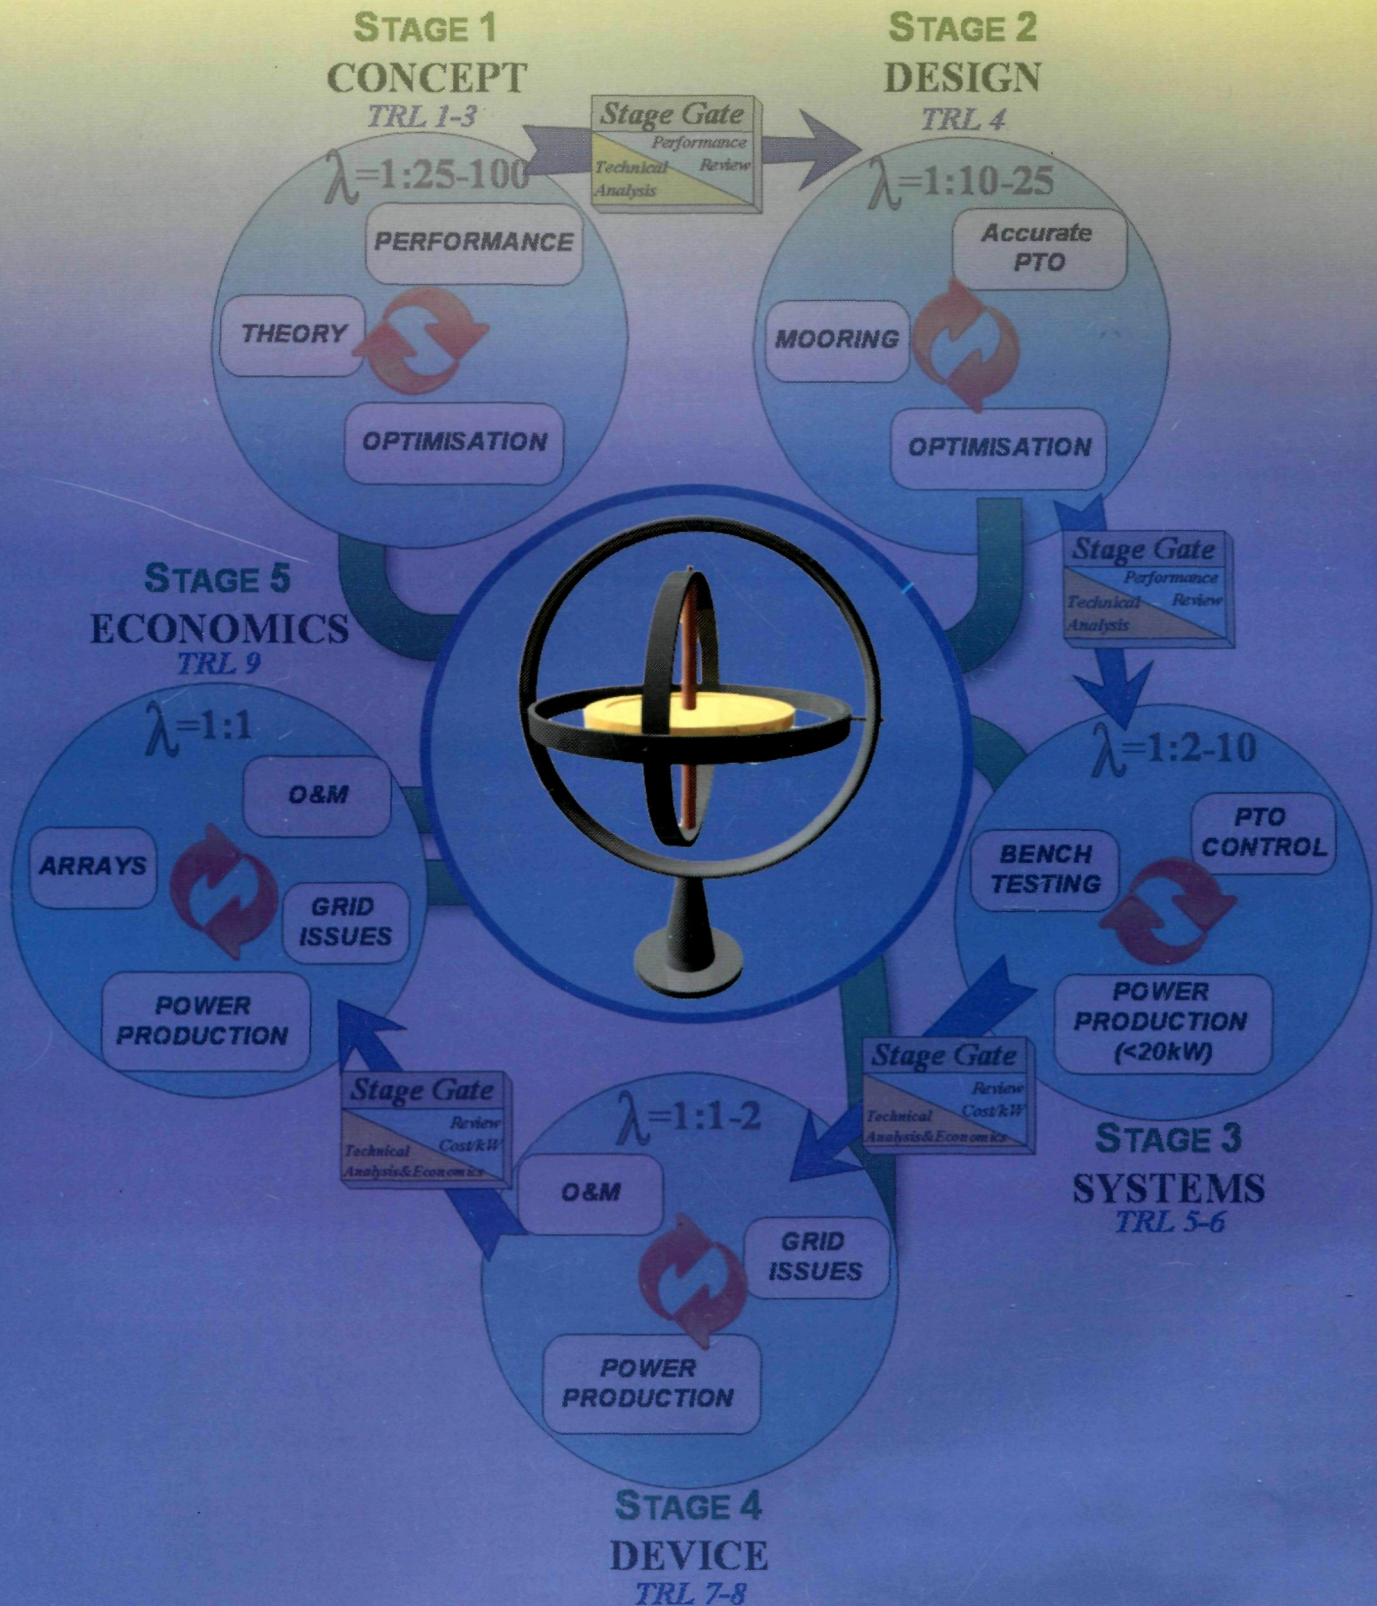 STAGE 1
CONCEPT
TRL 1-3
λ=1:25-100
PERFORMANCE
THEORY
OPTIMISATION
Stage Gate
Performance
Review
Technical
Analysis
STAGE 2
DESIGN
TRL 4
λ=1:10-25
Accurate
PTO
MOORING
OPTIMISATION
Stage Gate
Performance
Review
Technical
Analysis
λ=1:2-10
PTO
CONTROL
BENCH
TESTING
POWER
PRODUCTION
(<20kW)
STAGE 3
SYSTEMS
TRL 5-6
Stage Gate
Review
Cost/kW
Technical
Analysis&Economics
λ=1:1-2
O&M
GRID
ISSUES
POWER
PRODUCTION
STAGE 4
DEVICE
TRL 7-8
Stage Gate
Review
Cost/kW
Technical
Analysis&Economics
STAGE 5
ECONOMICS
TRL 9
λ=1:1
O&M
ARRAYS
GRID
ISSUES
POWER
PRODUCTION